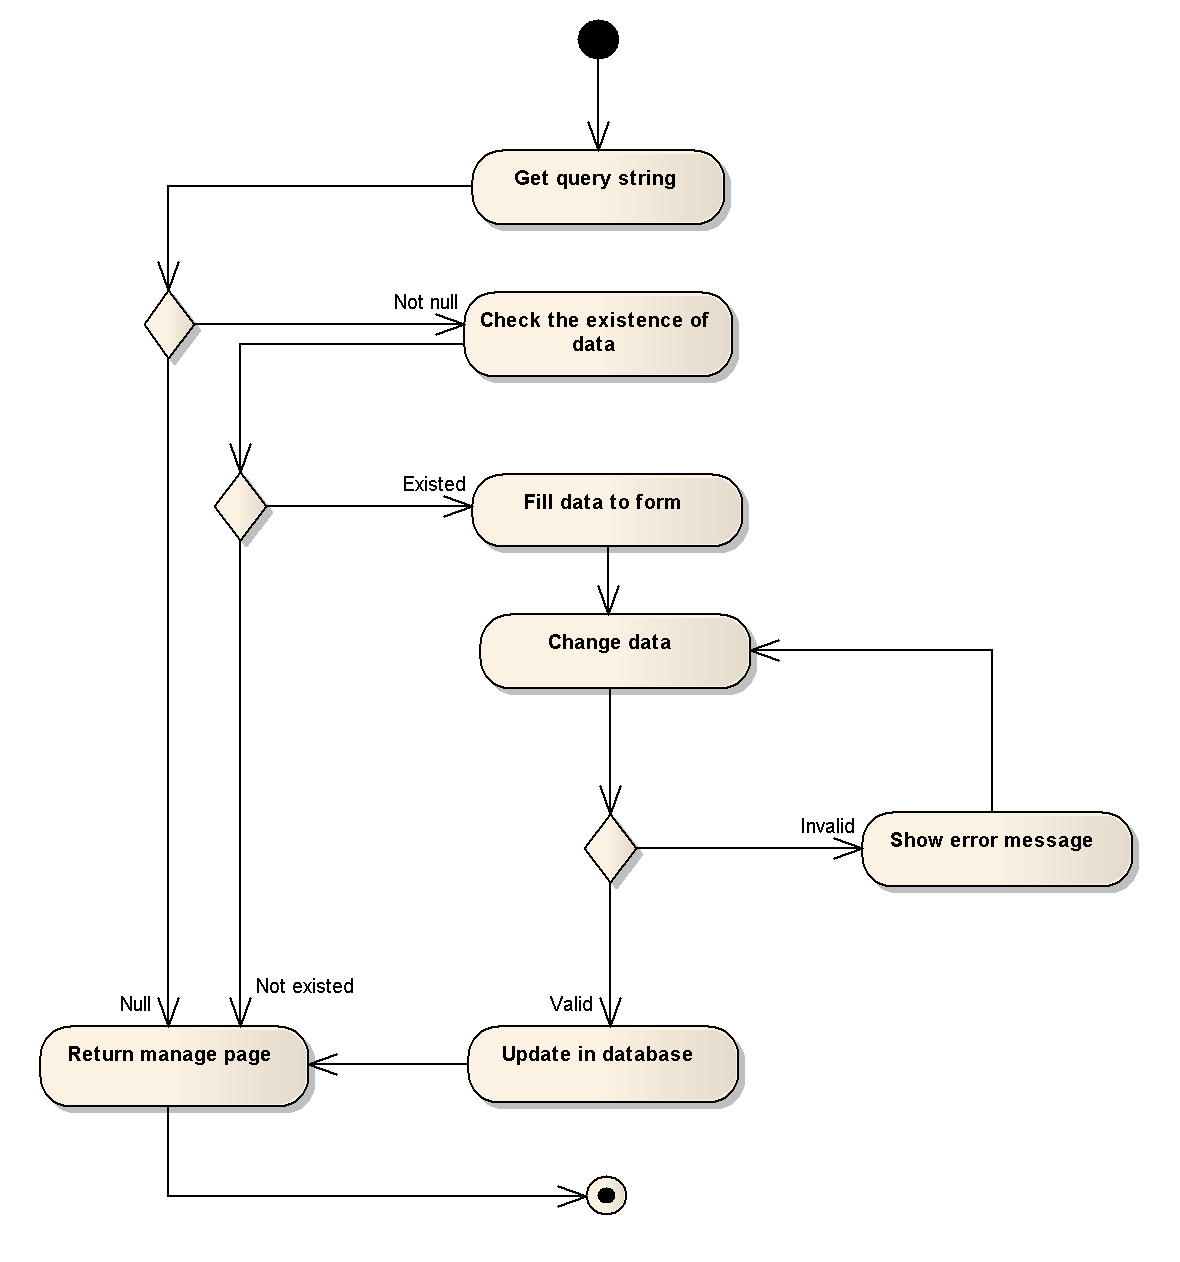 Get query string
Not null
Check the existence of
data
Existed
Fill data to form
Change data
Invalid
Show error message
Not existed
Null
Valid
Return manage page
Update in database